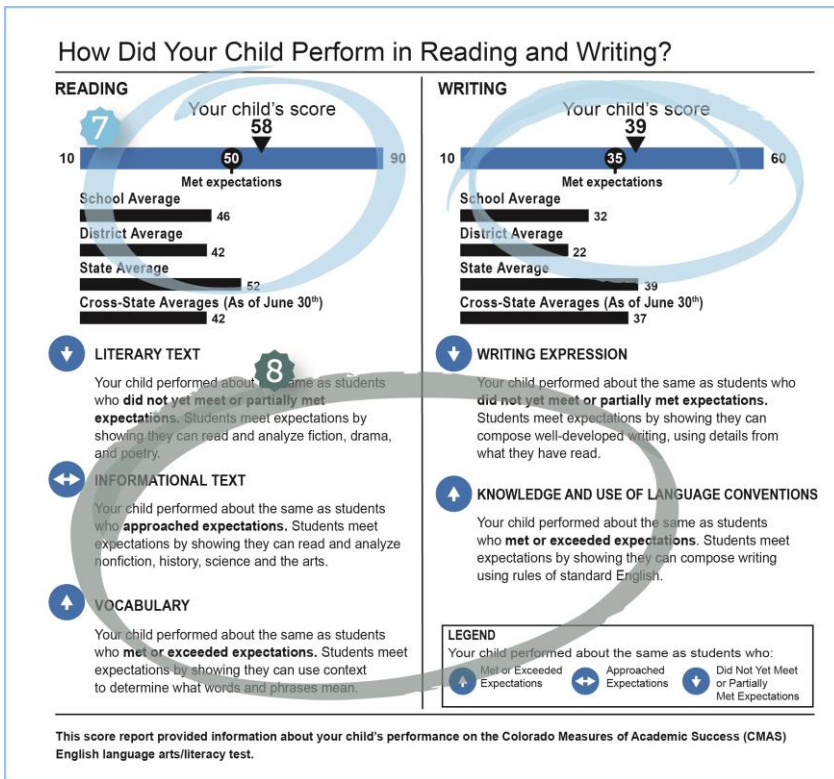 How Did Your Child Perform in Reading and Writing?
READING
7
Your child's score
58
10
50
90
Met expectations
School Average
46
District Average
42
State Average
52
Cross-State Averages (As of June 30th)
42
LITERARY TEXT
8
Your child performed about the same as students
who did not yet meet or partially met
expectations. Students meet expectations by
showing they can read and analyze fiction, drama,
and poetry.
INFORMATIONAL TEXT
Your child performed about the same as students
who approached expectations. Students meet
expectations by showing they can read and analyze
nonfiction, history, science and the arts.
VOCABULARY
Your child performed about the same as students
who met or exceeded expectations. Students meet
expectations by showing they can use context
to determine what words and phrases mean.
WRITING
Your child's score
39
10
35
60
Met expectations
School Average
32
District Average
22
State Average
39
Cross-State Averages (As of June 30th)
37
WRITING EXPRESSION
Your child performed about the same as students who
did not yet meet or partially met expectations.
Students meet expectations by showing they can
compose well-developed writing, using details from
what they have read.
KNOWLEDGE AND USE OF LANGUAGE CONVENTIONS
Your child performed about the same as students
who met or exceeded expectations. Students meet
expectations by showing they can compose writing
using rules of standard English.
LEGEND
Your child performed about the same as students who:
Met or Exceeded
Expectations
Approached
Expectations
Did Not Yet Meet
or Partially
Met Expectations
This score report provided information about your child's performance on the Colorado Measures of Academic Success (CMAS)
English language arts/literacy test.